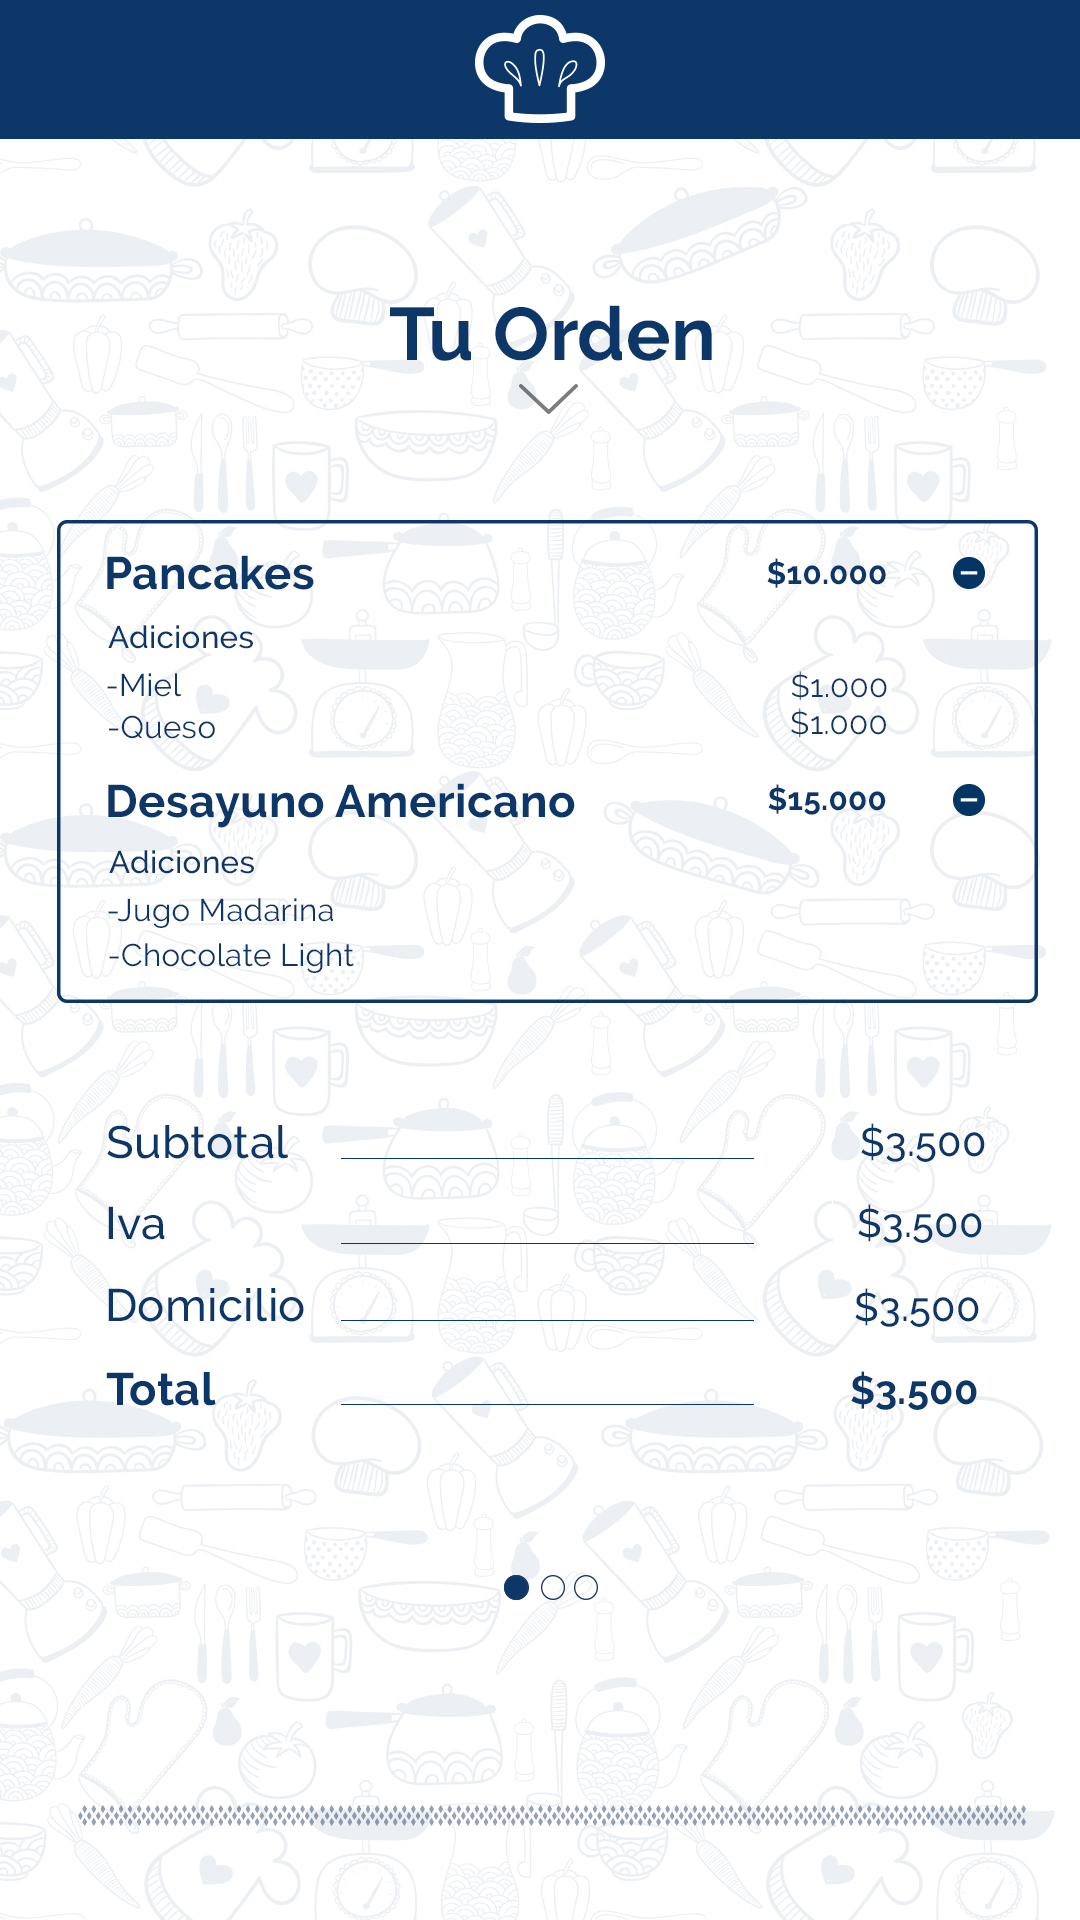 Tu Orden
Pancakes $10.000
Adiciones
-Miel $1.000
-Queso $1.000
Desayuno Americano $15.000
Adiciones
-Jugo Madarina
-Chocolate Light
Subtotal $3.500
Iva $3.500
Domicilio $3.500
Total $3.500